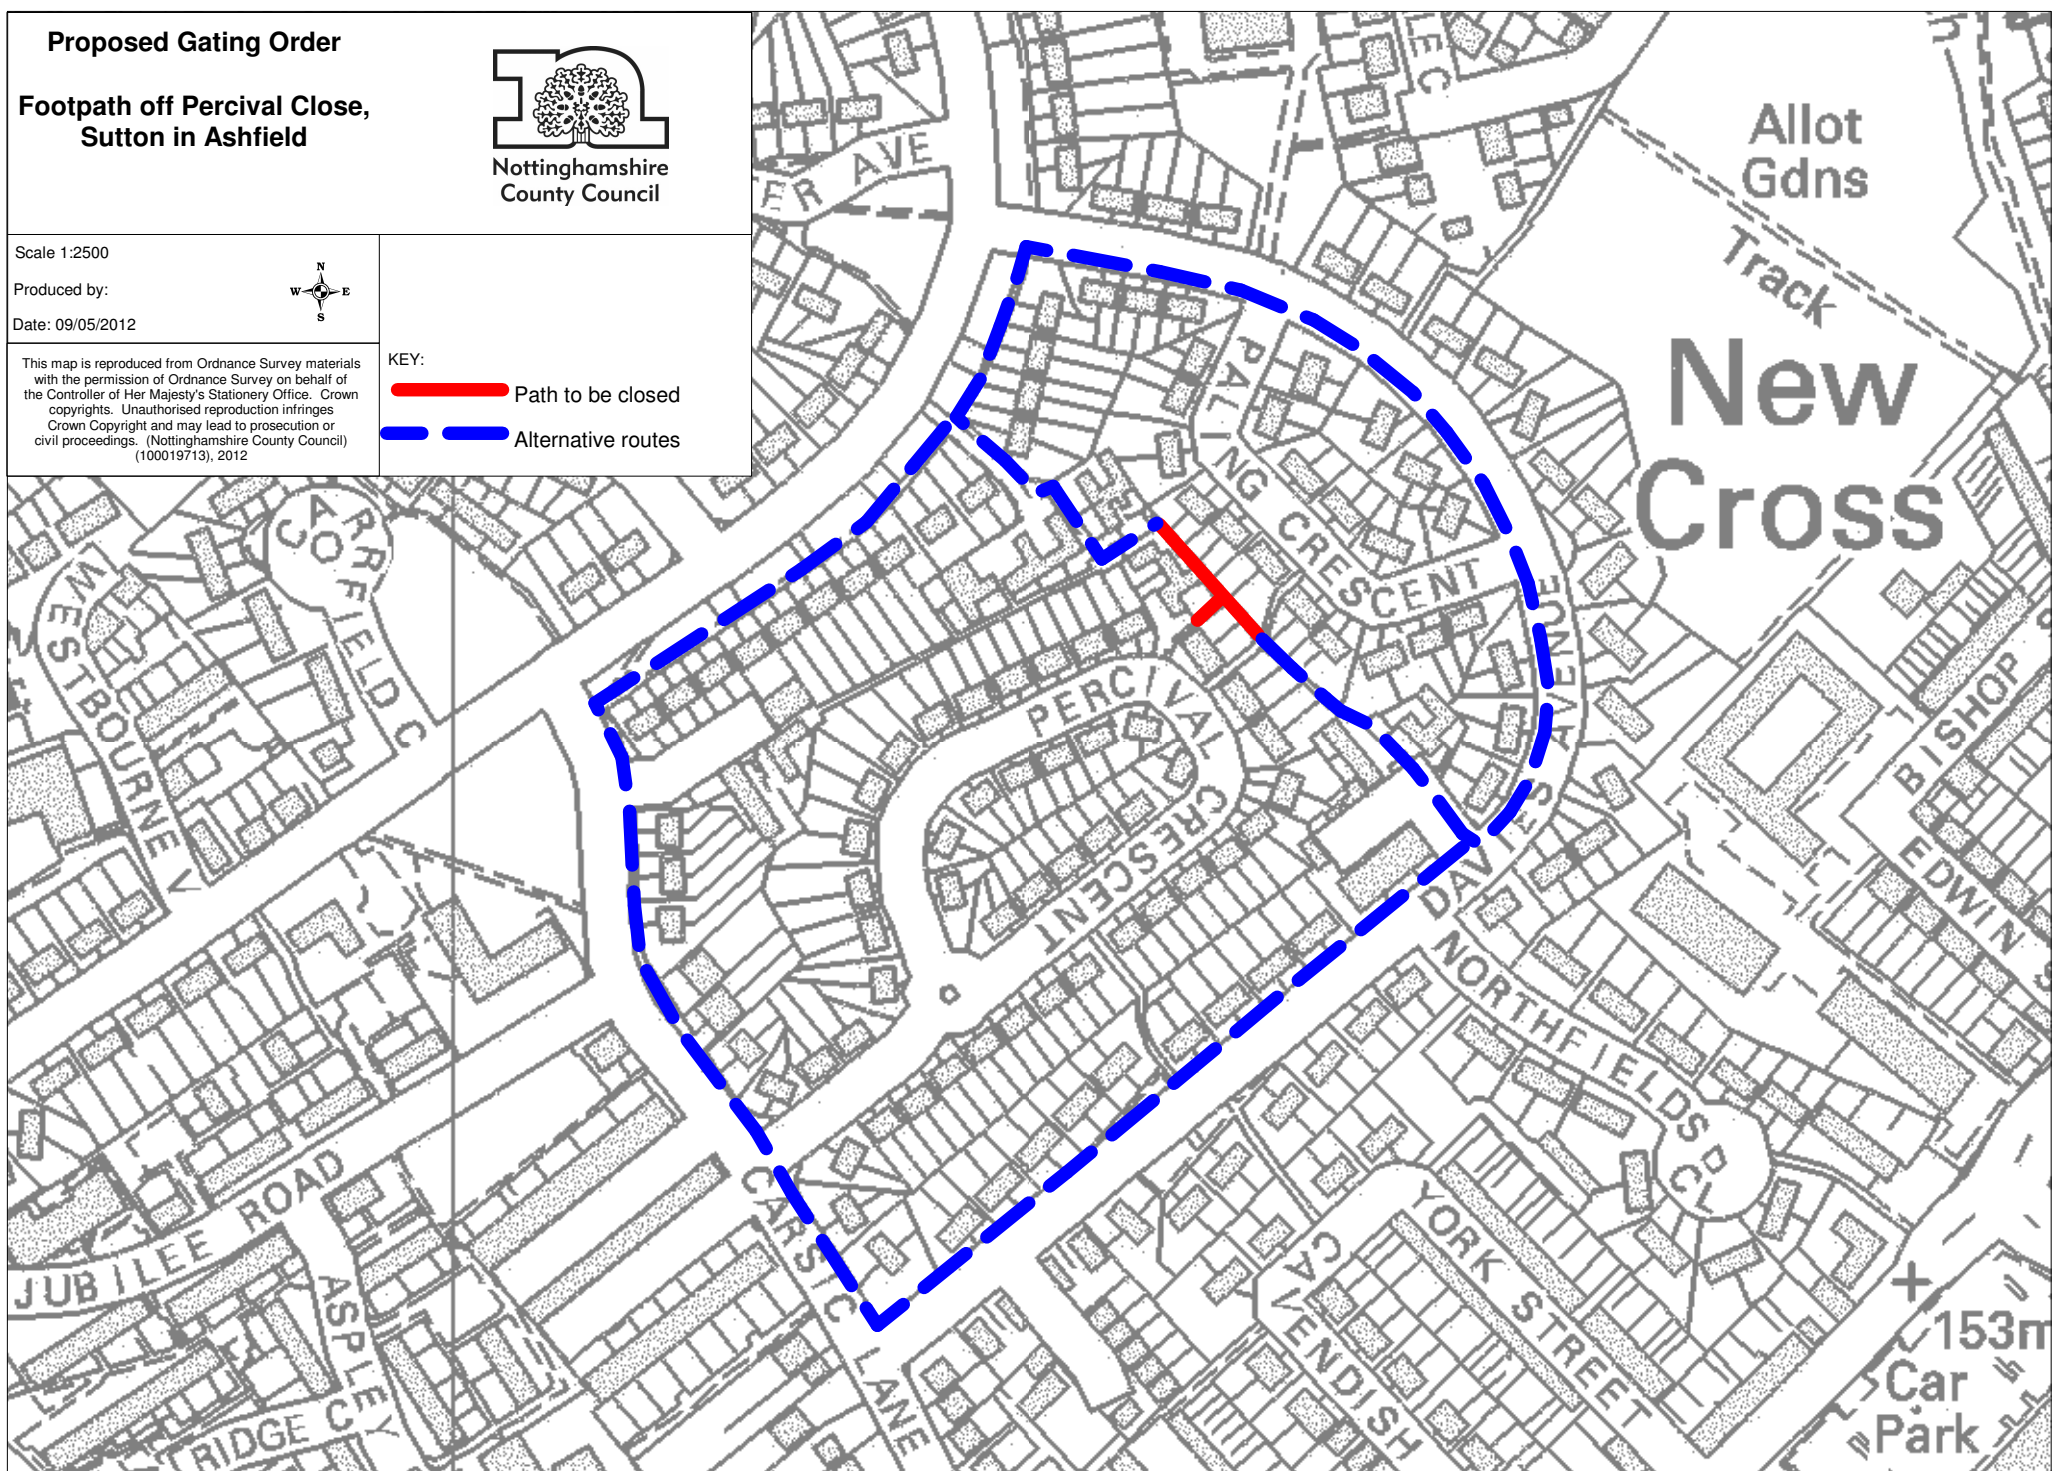 Proposed Gating Order
Footpath off Percival Close,
Sutton in Ashfield
Nottinghamshire
County Council
Scale 1:2500
Produced by:
Date: 09/05/2012
N
W E
S
This map is reproduced from Ordnance Survey materials
with the permission of Ordnance Survey on behalf of
the Controller of Her Majesty's Stationery Office. Crown
copyrights. Unauthorised reproduction infringes
Crown Copyright and may lead to prosecution or
civil proceedings. (Nottinghamshire County Council)
(100019713), 2012
KEY:
Path to be closed
Alternative routes
ER AVE
Allot
Gdns
Track
New
Cross
PALING CRESCENT
DAVIES AVENUE
PERCIVAL CRESCENT
CARFIELD CO
WESTBOURNE V
BISHOP
EDWIN S
NORTHFIELDS CL
YORK STREET
CAVENDISH
CARSIC LANE
JUBILEE ROAD
ASPLEY
RIDGE C
153m
Car
Park